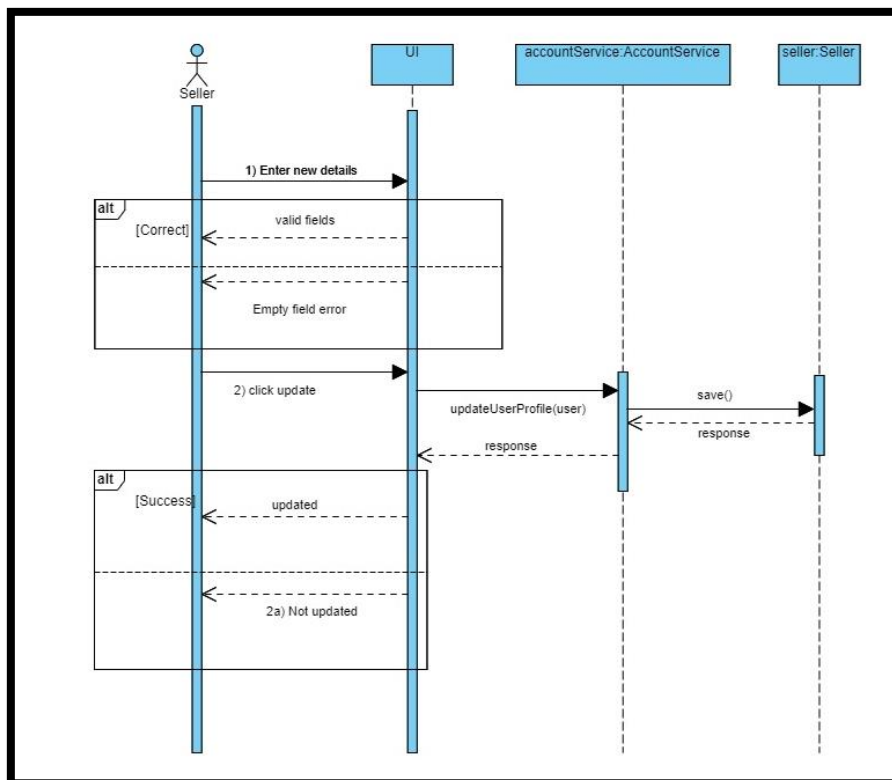 UI
accountService:AccountService
seller:Seller
Seller
1) Enter new details
alt
[Correct]
valid fields
Empty field error
2) click update
updateUserProfile(user)
save()
response
response
alt
[Success]
updated
2a) Not updated